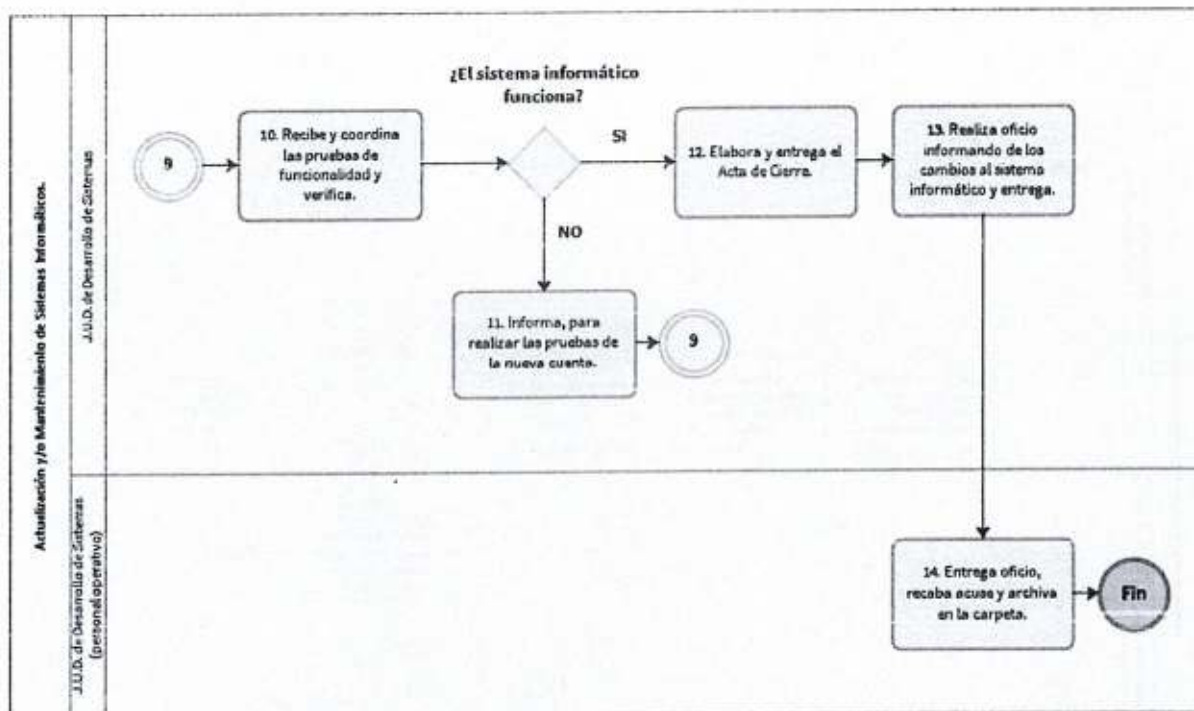 Actualización y/o Mantenimiento de Sistemas Informáticos.
J.U.D. de Desarrollo de Sistemas
¿El sistema informático
funciona?
9
10. Recibe y coordina
las pruebas de
funcionalidad y
verifica.
SI
12. Elabora y entrega el
Acta de Cierre.
13. Realiza oficio
informando de los
cambios al sistema
informático y entrega.
NO
11. Informa, para
realizar las pruebas de
la nueva cuenta.
9
J.U.D. de Desarrollo de Sistemas
(personal operativo)
14. Entrega oficio,
recaba acuse y archiva
en la carpeta.
Fin